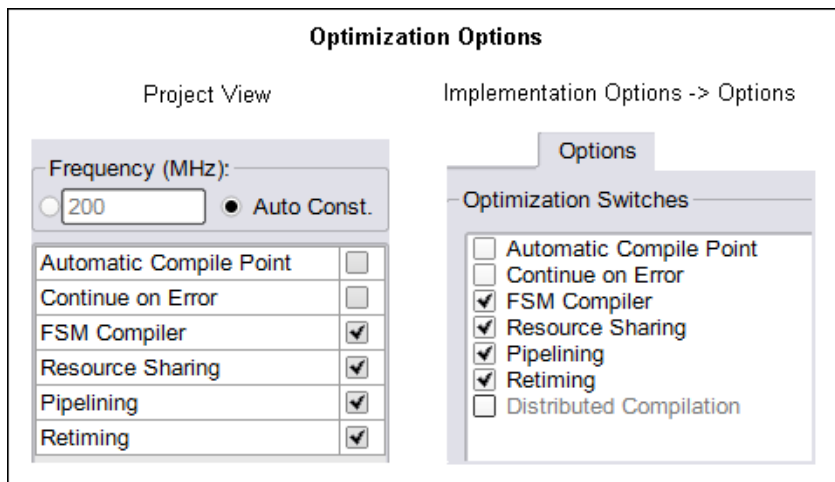 Optimization Options
Project View
Implementation Options -> Options
Frequency (MHz):
200
Auto Const.
Automatic Compile Point
Continue on Error
FSM Compiler
Resource Sharing
Pipelining
Retiming
Options
Optimization Switches
Automatic Compile Point
Continue on Error
FSM Compiler
Resource Sharing
Pipelining
Retiming
Distributed Compilation